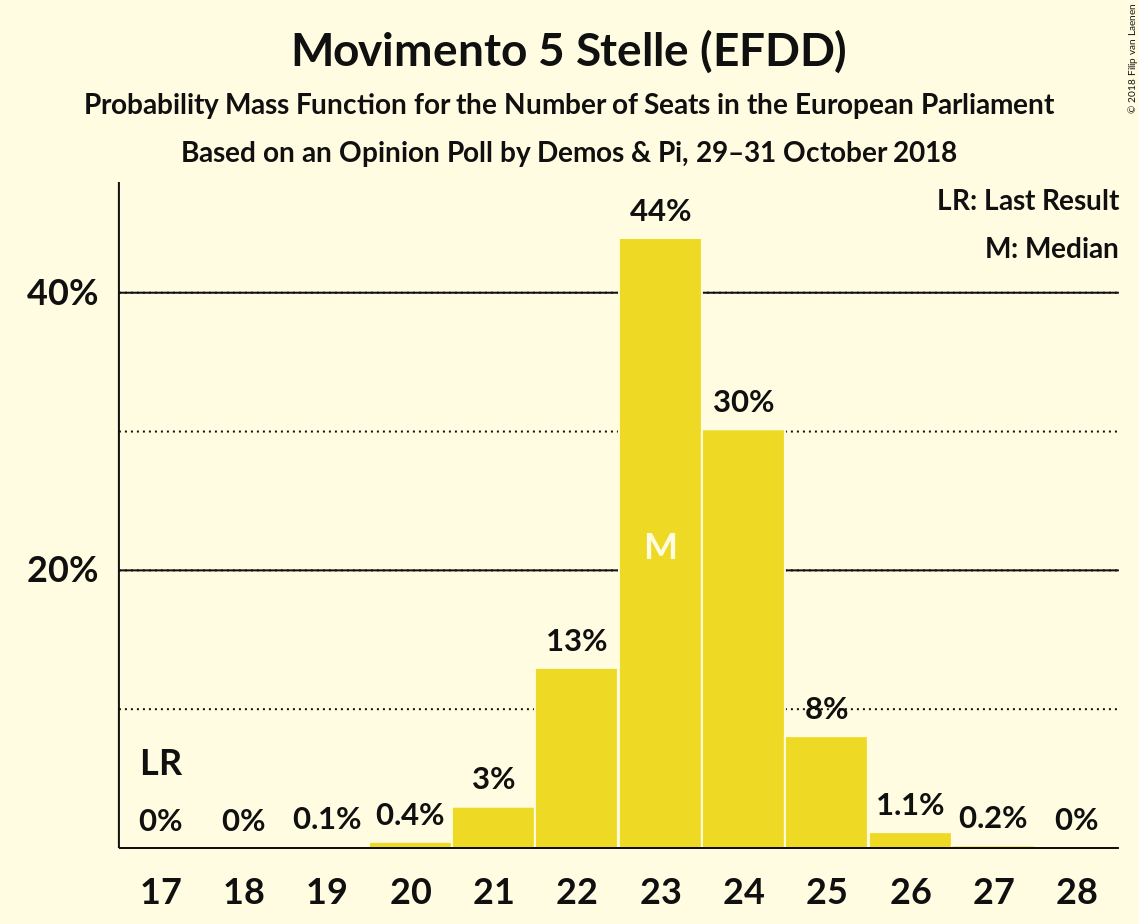 Movimento 5 Stelle (EFDD)
Probability Mass Function for the Number of Seats in the European Parliament
Based on an Opinion Poll by Demos & Pi, 29–31 October 2018
© 2018 Filip van Laenen
LR: Last Result
M: Median
40%
20%
44%
30%
M
13%
8%
LR
3%
0%
0%
0.1%
0.4%
1.1%
0.2%
0%
17 18 19 20 21 22 23 24 25 26 27 28